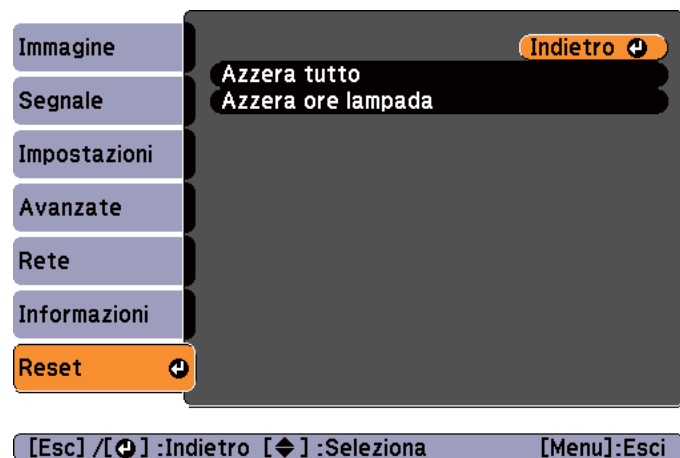 Immagine
Segnale
Impostazioni
Avanzate
Rete
Informazioni
Reset
Indietro
Azzera tutto
Azzera ore lampada
[Esc] /[⏎] :Indietro [◆] :Seleziona [Menu]:Esci